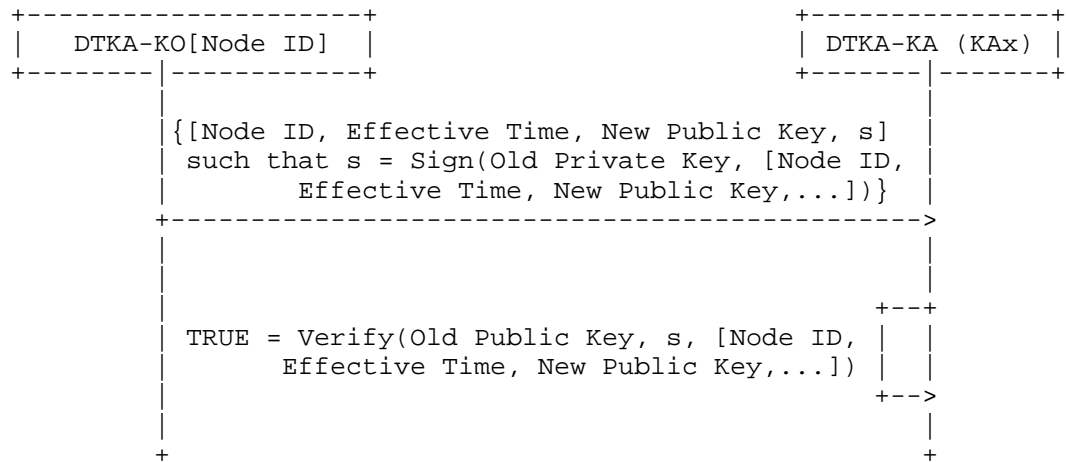 DTKA-KO[Node ID]
DTKA-KA (KAx)
{[Node ID, Effective Time, New Public Key, s]
such that s = Sign(Old Private Key, [Node ID,
Effective Time, New Public Key,...])}
TRUE = Verify(Old Public Key, s, [Node ID,
Effective Time, New Public Key,...])